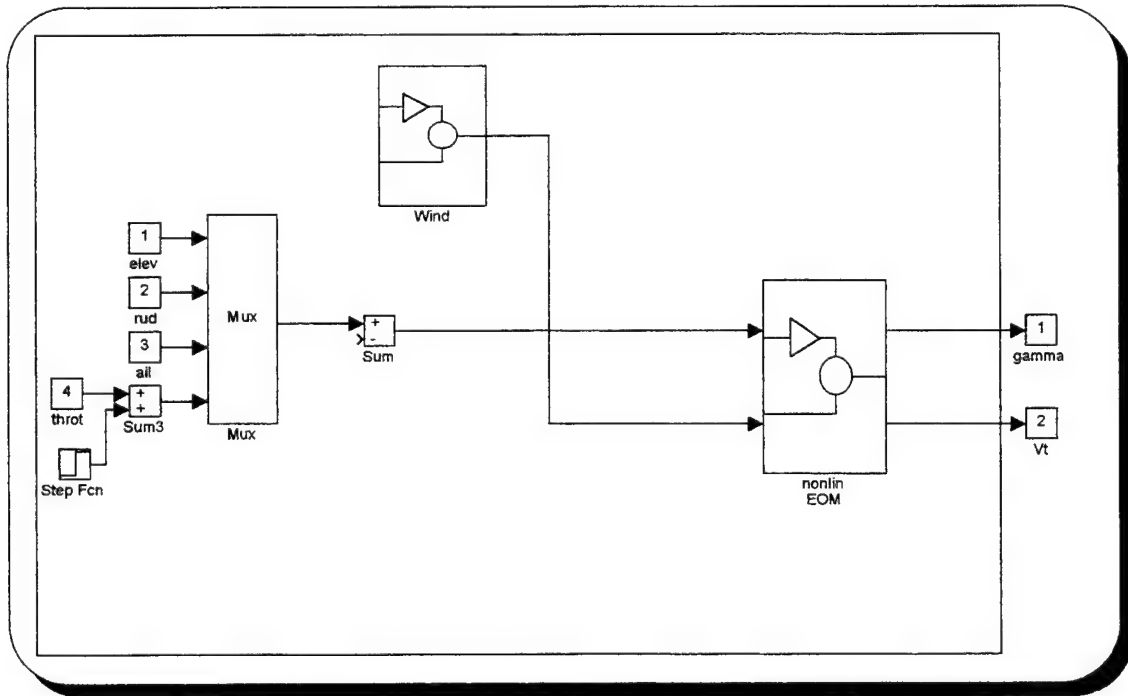 Wind
1
elev
2
rud
3
ail
4
throt
+
+
Sum3
Step Fcn
Mux
Mux
+
-
Sum
nonlin
EOM
1
gamma
2
Vt